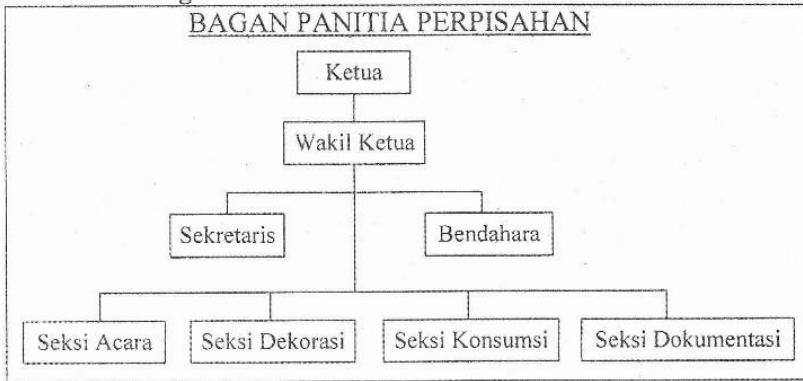 BAGAN PANITIA PERPISAHAN
Ketua
Wakil Ketua
Sekretaris Bendahara
Seksi Acara Seksi Dekorasi Seksi Konsumsi Seksi Dokumentasi